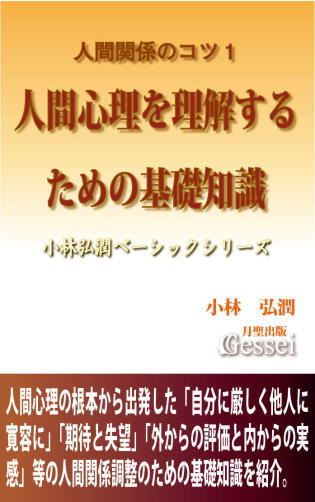 人間関係のコツ1
人間心理を理解する
ための基礎知識
小林弘潤ベーシックシリーズ
小林　弘潤
月聖出版
Gessei
人間心理の根本から出発した「自分に厳しく他人に
寛容に」「期待と失望」「外からの評価と内からの実
感」等の人間関係調整のための基礎知識を紹介。